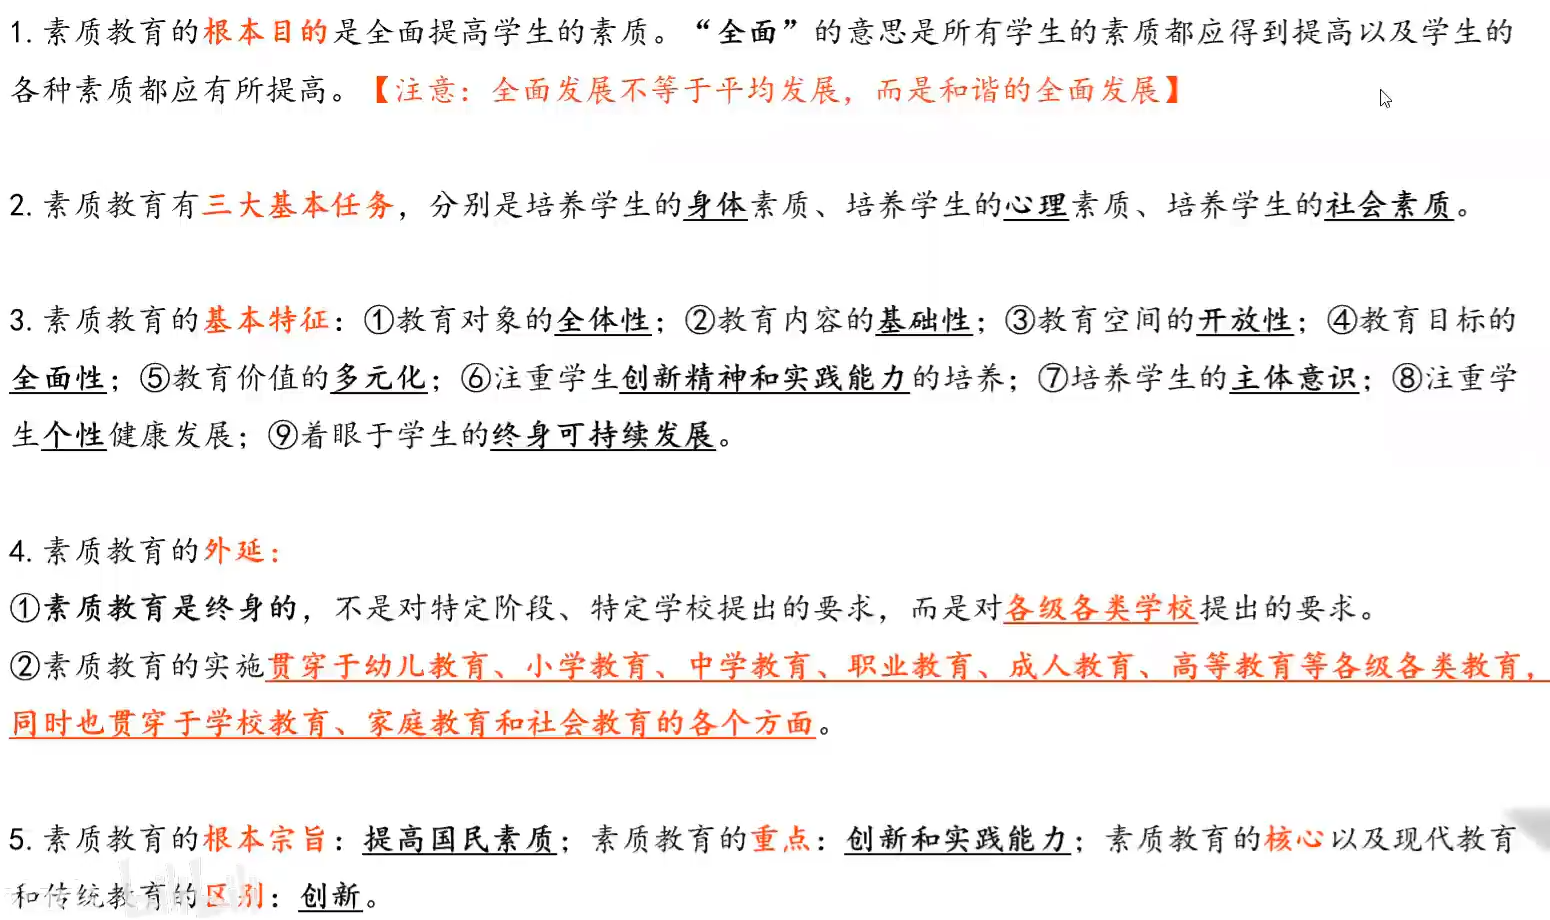 1. 素质教育的根本目的是全面提高学生的素质。“全面”的意思是所有学生的素质都应得到提高以及学生的
各种素质都应有所提高。【注意：全面发展不等于平均发展，而是和谐的全面发展】
2. 素质教育有三大基本任务，分别是培养学生的身体素质、培养学生的心理素质、培养学生的社会素质。
3. 素质教育的基本特征：①教育对象的全体性；②教育内容的基础性；③教育空间的开放性；④教育目标的
全面性；⑤教育价值的多元化；⑥注重学生创新精神和实践能力的培养；⑦培养学生的主体意识；⑧注重学
生个性健康发展；⑨着眼于学生的终身可持续发展。
4. 素质教育的外延：
①素质教育是终身的，不是对特定阶段、特定学校提出的要求，而是对各级各类学校提出的要求。
②素质教育的实施贯穿于幼儿教育、小学教育、中学教育、职业教育、成人教育、高等教育等各级各类教育，
同时也贯穿于学校教育、家庭教育和社会教育的各个方面。
5. 素质教育的根本宗旨：提高国民素质；素质教育的重点：创新和实践能力；素质教育的核心以及现代教育
和传统教育的区别：创新。